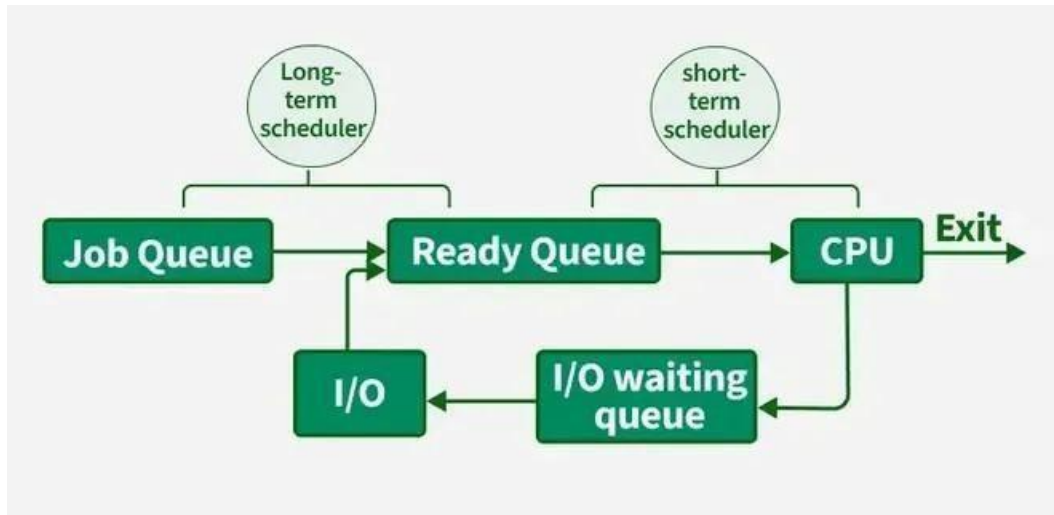 Long-
term
scheduler
short-
term
scheduler
Job Queue
Ready Queue
CPU
Exit
I/O
I/O waiting
queue